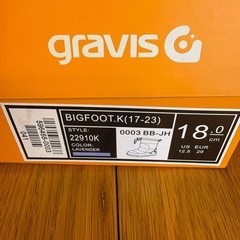 gravis
BIGFOOT.K(17-23)
STYLE:
22910K
0003 BB-JH
COLOR:
LAVENDER
18.0
cm
US EUR
12.5 29